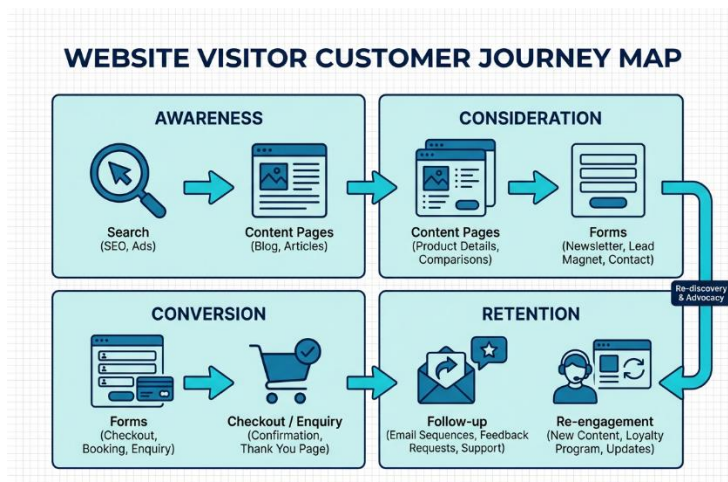 WEBSITE VISITOR CUSTOMER JOURNEY MAP
AWARENESS
Search
(SEO, Ads)
Content Pages
(Blog, Articles)
CONSIDERATION
Content Pages
(Product Details,
Comparisons)
Forms
(Newsletter, Lead
Magnet, Contact)
Re-discovery
& Advocacy
CONVERSION
Forms
(Checkout,
Booking, Enquiry)
Checkout / Enquiry
(Confirmation,
Thank You Page)
RETENTION
Follow-up
(Email Sequences, Feedback
Requests, Support)
Re-engagement
(New Content, Loyalty
Program, Updates)